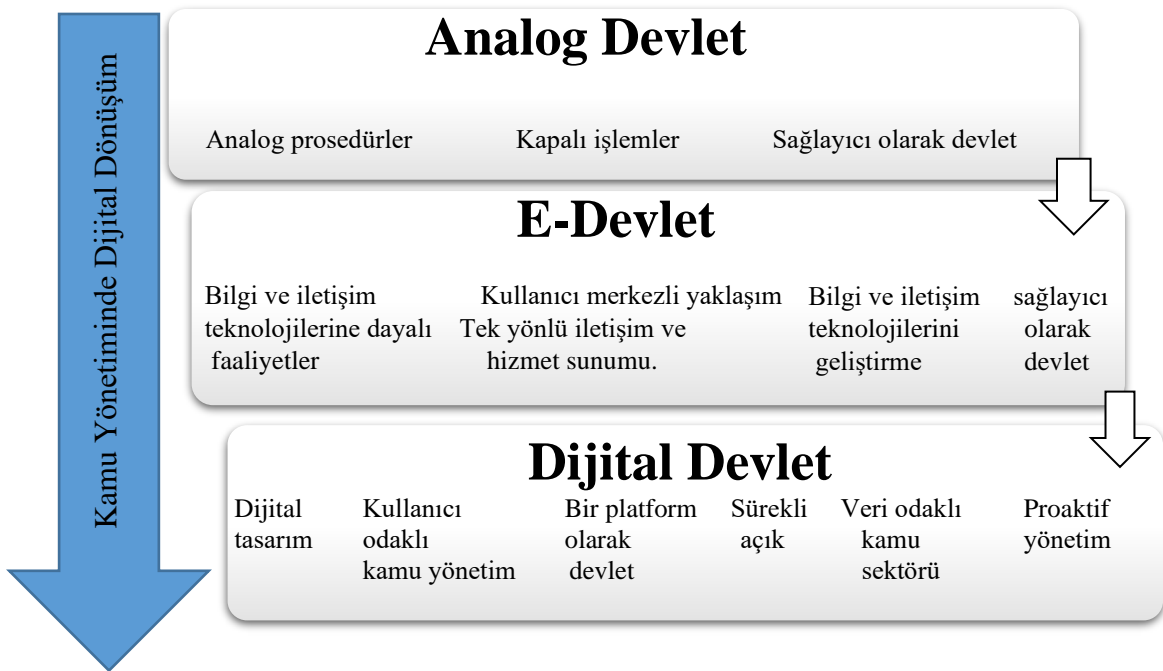 Kamu Yönetiminde Dijital Dönüşüm
Analog Devlet
Analog prosedürler
Kapalı işlemler
Sağlayıcı olarak devlet
E-Devlet
Bilgi ve iletişim
teknolojilerine dayalı
faaliyetler
Kullanıcı merkezli yaklaşım
Tek yönlü iletişim ve
hizmet sunumu.
Bilgi ve iletişim
teknolojilerini
geliştirme
sağlayıcı
olarak
devlet
Dijital Devlet
Dijital
tasarım
Kullanıcı
odaklı
kamu yönetim
Bir platform
olarak
devlet
Sürekli
açık
Veri odaklı
kamu
sektörü
Proaktif
yönetim